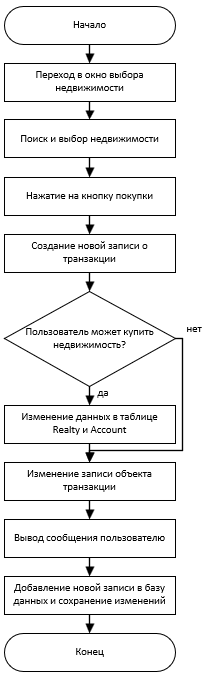 Начало
Переход в окно выбора
недвижимости
Поиск и выбор недвижимости
Нажатие на кнопку покупки
Создание новой записи о
транзакции
Пользователь может купить
недвижимость?
нет
да
Изменение данных в таблице
Realty и Account
Изменение записи объекта
транзакции
Вывод сообщения пользователю
Добавление новой записи в базу
данных и сохранение изменений
Конец